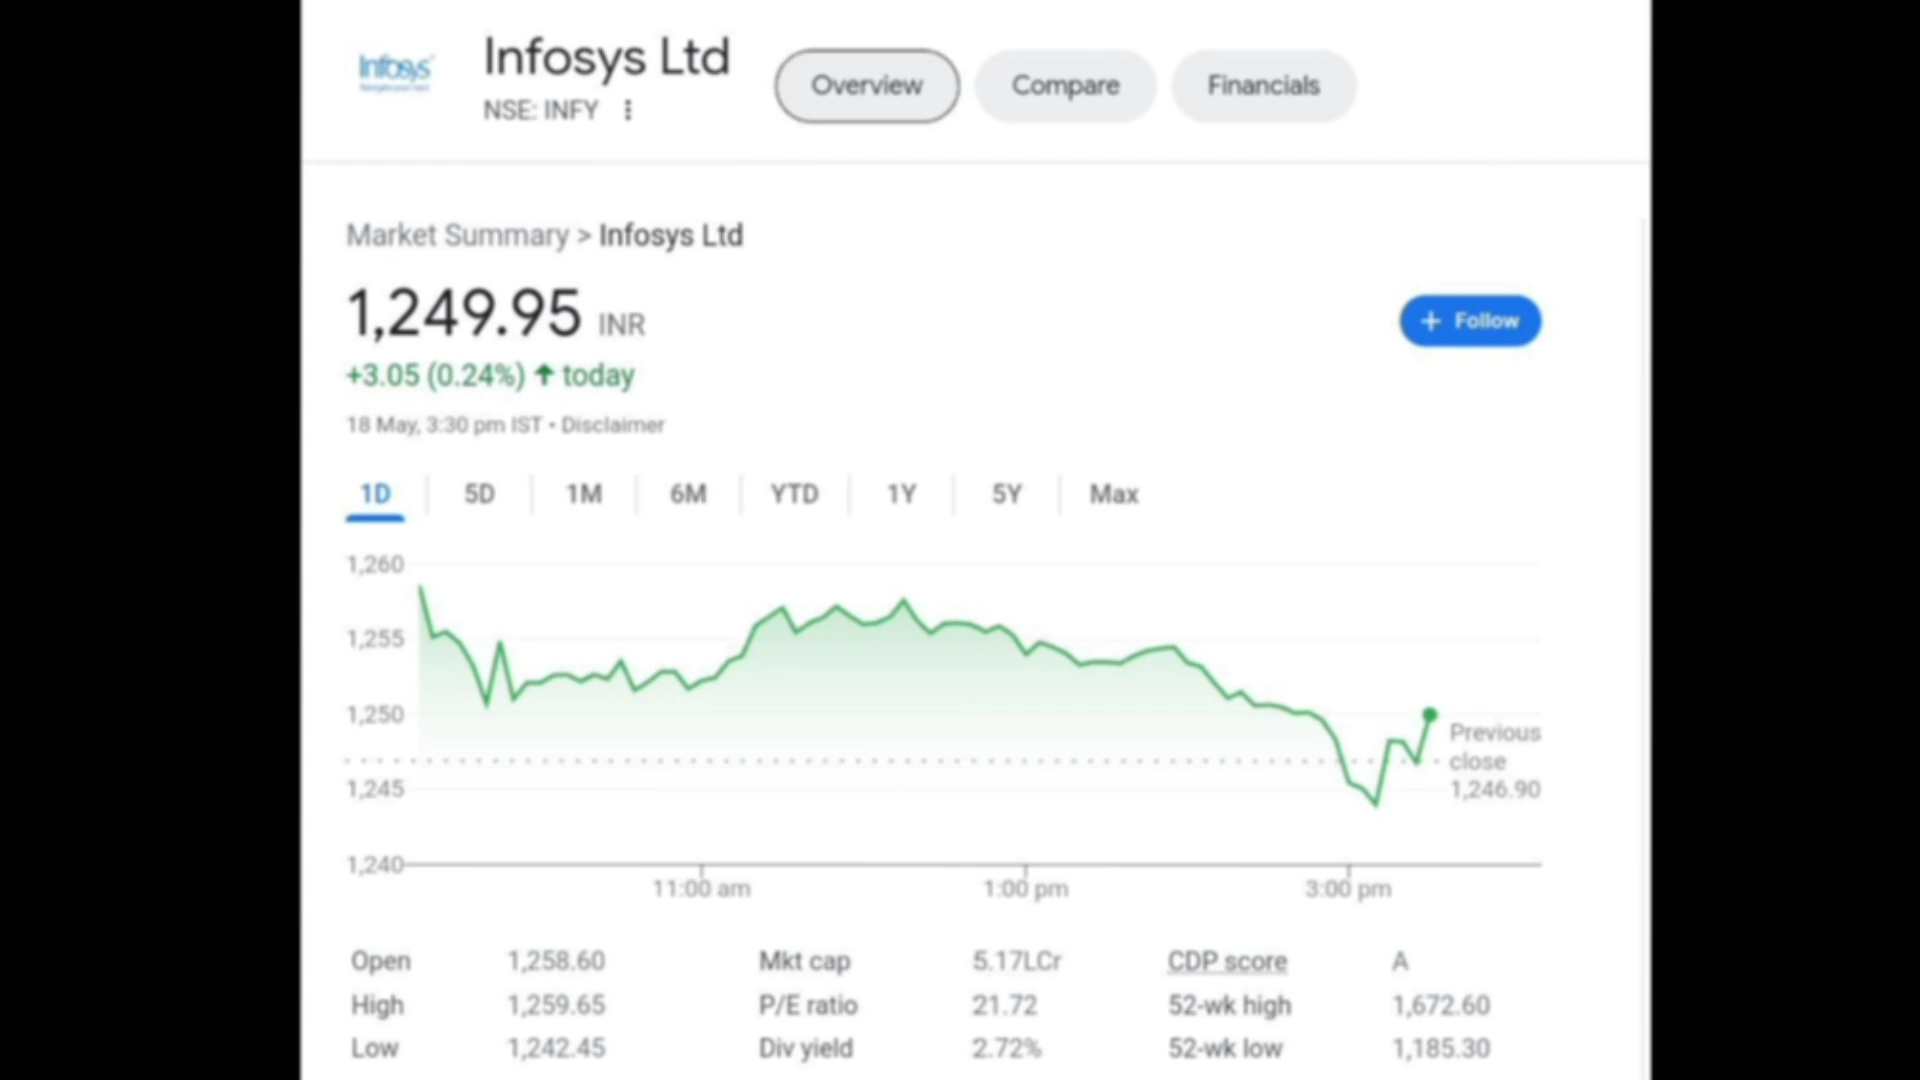 Infosys
Navigate your next
Infosys Ltd
NSE: INFY
Overview
Compare
Financials
Market Summary > Infosys Ltd
1,249.95 INR
+ Follow
+3.05 (0.24%) ↑ today
18 May, 3:30 pm IST • Disclaimer
1D 5D 1M 6M YTD 1Y 5Y Max
1,260
1,255
1,250
1,245
1,240
Previous
close
1,246.90
11:00 am 1:00 pm 3:00 pm
Open 1,258.60 Mkt cap 5.17LCr CDP score A
High 1,259.65 P/E ratio 21.72 52-wk high 1,672.60
Low 1,242.45 Div yield 2.72% 52-wk low 1,185.30